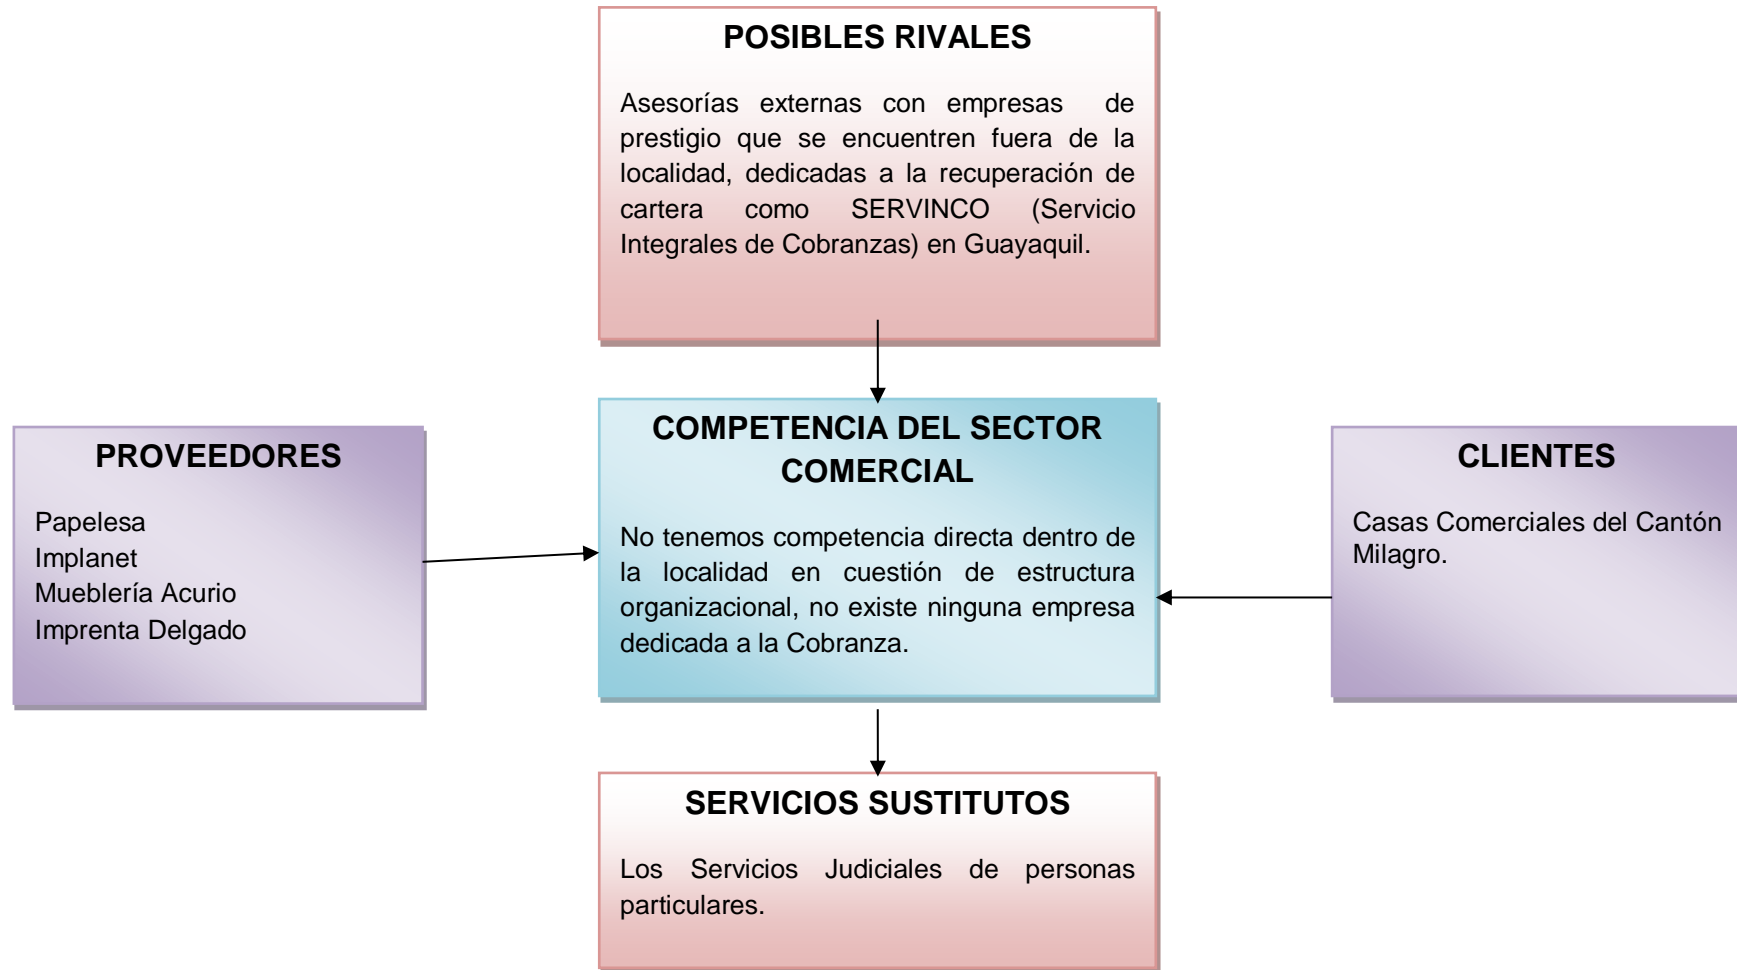 POSIBLES RIVALES
Asesorías externas con empresas de
prestigio que se encuentren fuera de la
localidad, dedicadas a la recuperación de
cartera como SERVINCO (Servicio
Integrales de Cobranzas) en Guayaquil.
PROVEEDORES
Papelesa
Implanet
Mueblería Acurio
Imprenta Delgado
COMPETENCIA DEL SECTOR
COMERCIAL
No tenemos competencia directa dentro de
la localidad en cuestión de estructura
organizacional, no existe ninguna empresa
dedicada a la Cobranza.
CLIENTES
Casas Comerciales del Cantón
Milagro.
SERVICIOS SUSTITUTOS
Los Servicios Judiciales de personas
particulares.